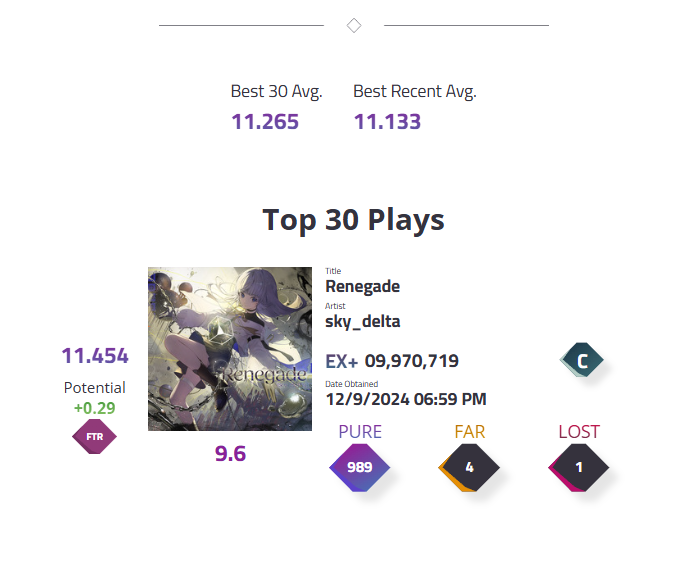 Best 30 Avg.
Best Recent Avg.
11.265
11.133
Top 30 Plays
Title
Renegade
Artist
sky_delta
11.454
Potential
+0.29
FTR
Renegade
9.6
EX+ 09,970,719
C
Date Obtained
12/9/2024 06:59 PM
PURE
FAR
LOST
989
4
1